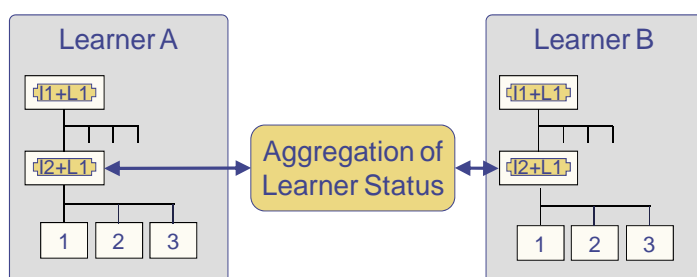 Learner A
I1+L1
I2+L1
1 2 3
Aggregation of
Learner Status
Learner B
I1+L1
I2+L1
1 2 3